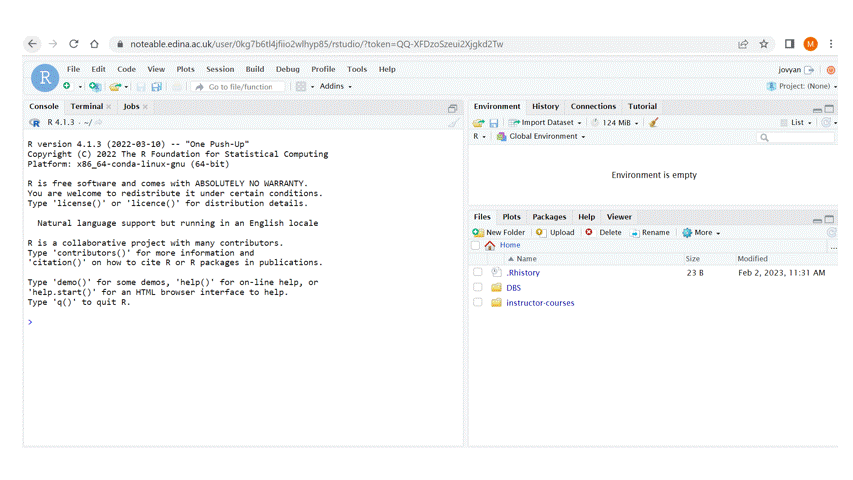 noteable.edina.ac.uk/user/0kg7b6tl4jfiio2wlhyp85/rstudio/?token=QQ-XFDzoSzeui2Xjgkd2Tw
M
R
File Edit Code View Plots Session Build Debug Profile Tools Help
jovyan
Go to file/function
Addins
Project: (None)
Console Terminal Jobs
R R 4.1.3 · ~/
R version 4.1.3 (2022-03-10) -- "One Push-Up"
Copyright (C) 2022 The R Foundation for Statistical Computing
Platform: x86_64-conda-linux-gnu (64-bit)
R is free software and comes with ABSOLUTELY NO WARRANTY.
You are welcome to redistribute it under certain conditions.
Type 'license()' or 'licence()' for distribution details.
Natural language support but running in an English locale
R is a collaborative project with many contributors.
Type 'contributors()' for more information and
'citation()' on how to cite R or R packages in publications.
Type 'demo()' for some demos, 'help()' for on-line help, or
'help.start()' for an HTML browser interface to help.
Type 'q()' to quit R.
>
Environment History Connections Tutorial
Import Dataset 124 MiB List
R Global Environment
Environment is empty
Files Plots Packages Help Viewer
New Folder Upload Delete Rename More
Home ...
Name Size Modified
.Rhistory 23 B Feb 2, 2023, 11:31 AM
DBS
instructor-courses